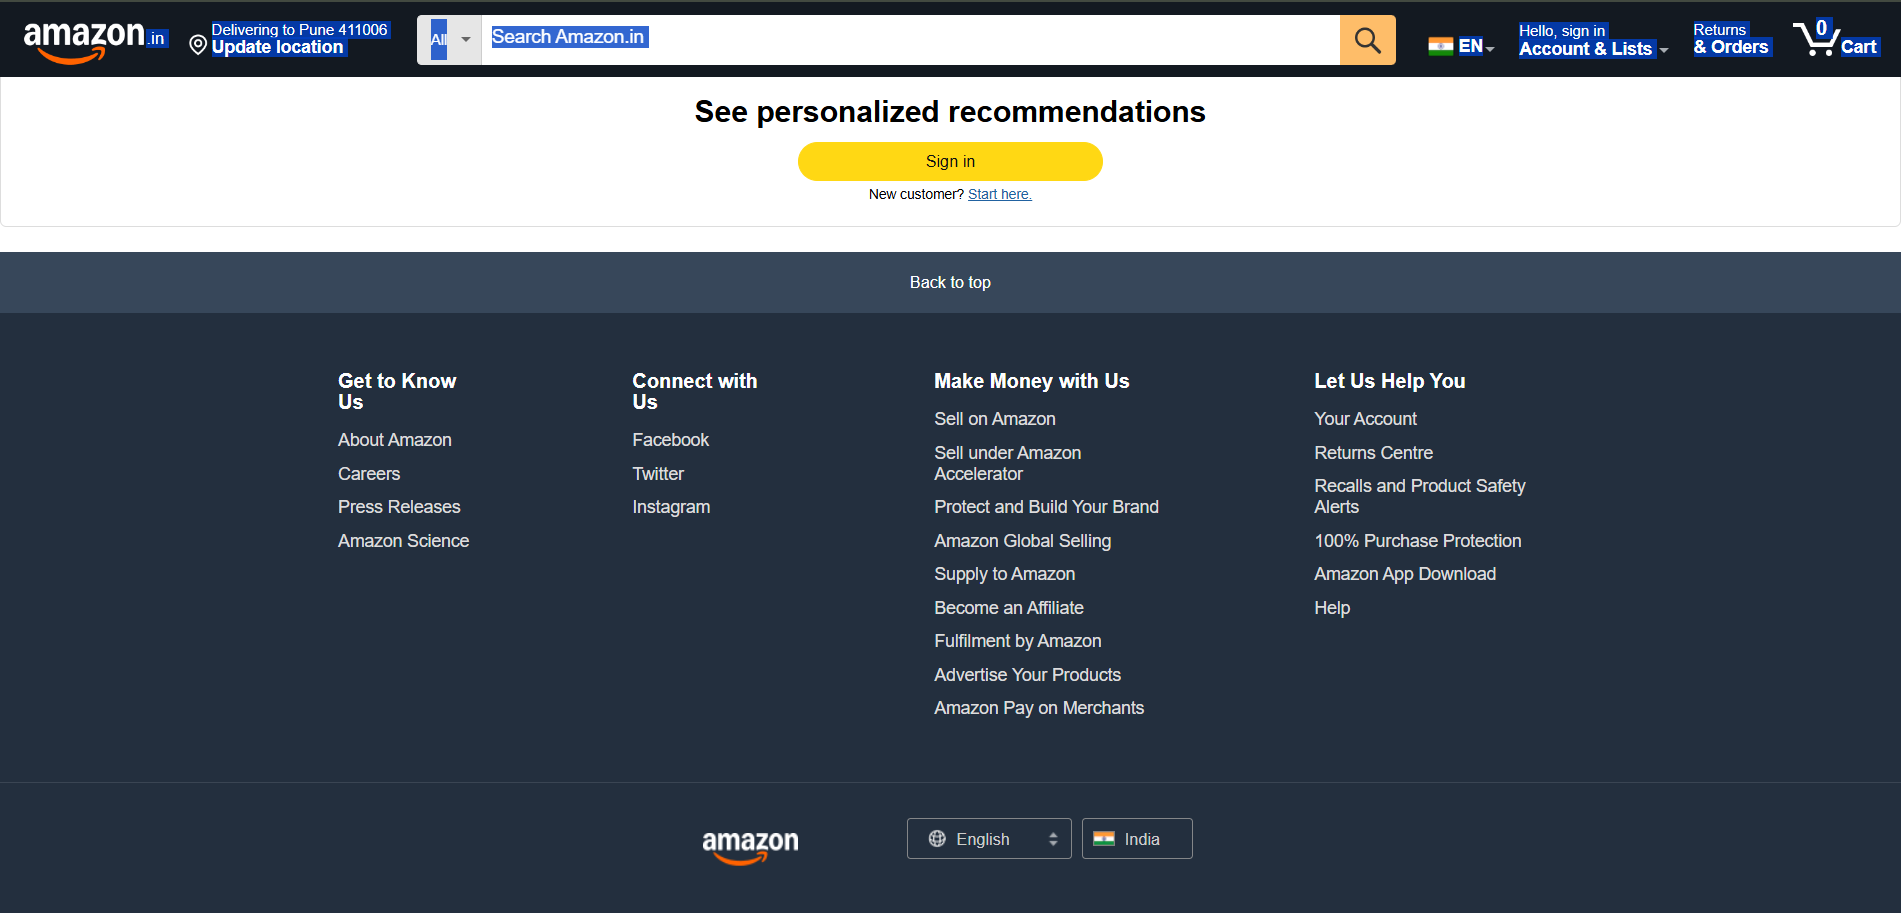 amazon.in
Delivering to Pune 411006
Update location
All
Search Amazon.in
EN
Hello, sign in
Account & Lists
Returns
& Orders
0
Cart
See personalized recommendations
Sign in
New customer? Start here.
Back to top
Get to Know
Us
About Amazon
Careers
Press Releases
Amazon Science
Connect with
Us
Facebook
Twitter
Instagram
Make Money with Us
Sell on Amazon
Sell under Amazon
Accelerator
Protect and Build Your Brand
Amazon Global Selling
Supply to Amazon
Become an Affiliate
Fulfilment by Amazon
Advertise Your Products
Amazon Pay on Merchants
Let Us Help You
Your Account
Returns Centre
Recalls and Product Safety
Alerts
100% Purchase Protection
Amazon App Download
Help
amazon
English
India